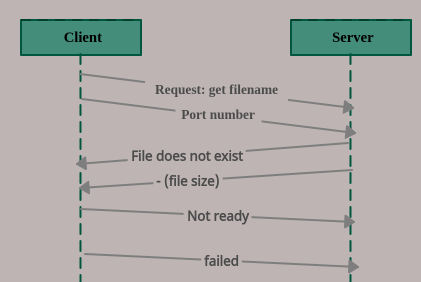 Client
Server
Request: get filename
Port number
File does not exist
- (file size)
Not ready
failed